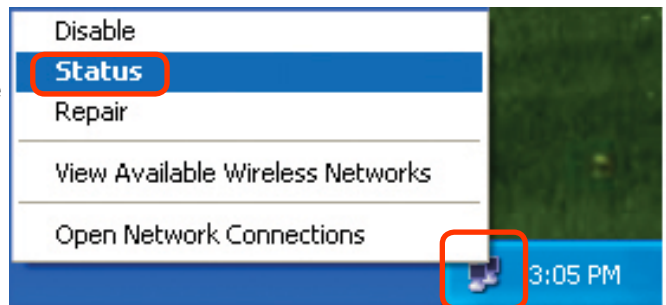 Disable
Status
Repair
View Available Wireless Networks
Open Network Connections
3:05 PM